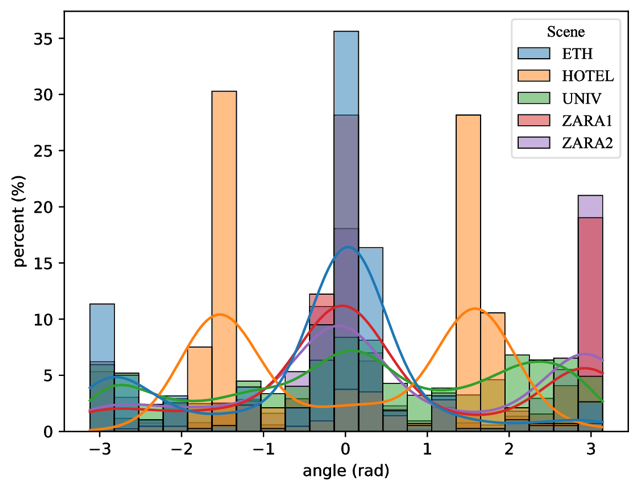 35
30
25
20
15
10
5
0
percent (%)
−3
−2
−1
0
1
2
3
angle (rad)
Scene
ETH
HOTEL
UNIV
ZARA1
ZARA2